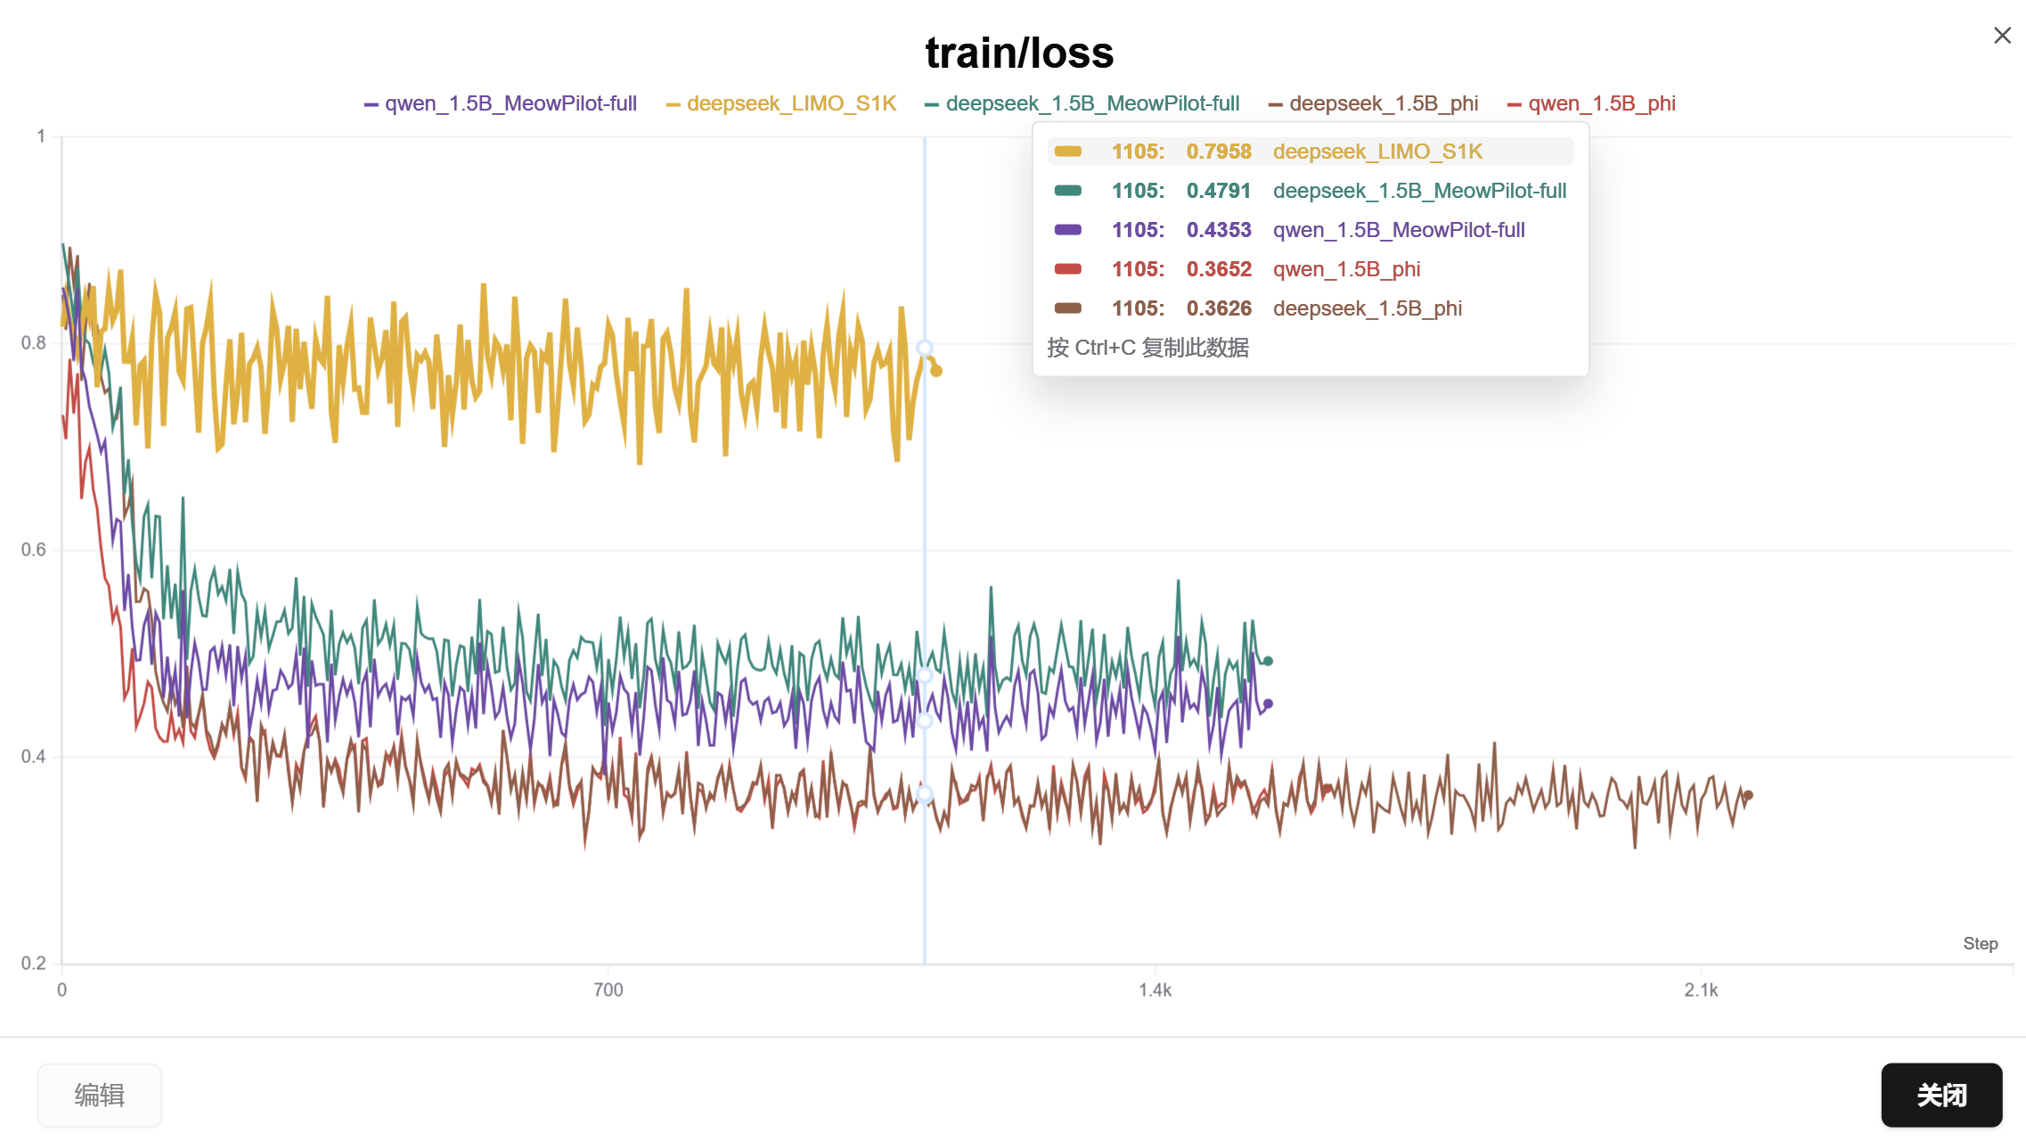 train/loss
qwen_1.5B_MeowPilot-full deepseek_LIMO_S1K deepseek_1.5B_MeowPilot-full deepseek_1.5B_phi qwen_1.5B_phi
1105: 0.7958 deepseek_LIMO_S1K
1105: 0.4791 deepseek_1.5B_MeowPilot-full
1105: 0.4353 qwen_1.5B_MeowPilot-full
1105: 0.3652 qwen_1.5B_phi
1105: 0.3626 deepseek_1.5B_phi
按 Ctrl+C 复制此数据
1
0.8
0.6
0.4
0.2
Step
0 700 1.4k 2.1k
编辑
关闭